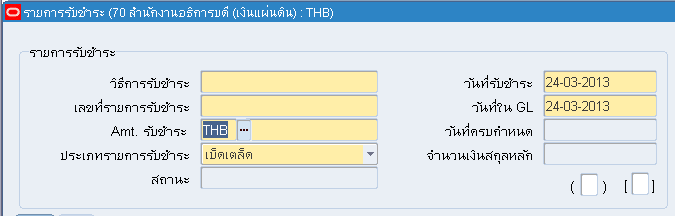 รายการรับชำระ (70 สำนักงานอธิการบดี (เงินแผ่นดิน) : THB)
รายการรับชำระ
วิธีการรับชำระ วันที่รับชำระ 24-03-2013
เลขที่รายการรับชำระ วันที่ใน GL 24-03-2013
Amt. รับชำระ THB ... วันที่ครบกำหนด
ประเภทรายการรับชำระ เบ็ดเตล็ด จำนวนเงินสกุลหลัก
สถานะ ( ) [ ]